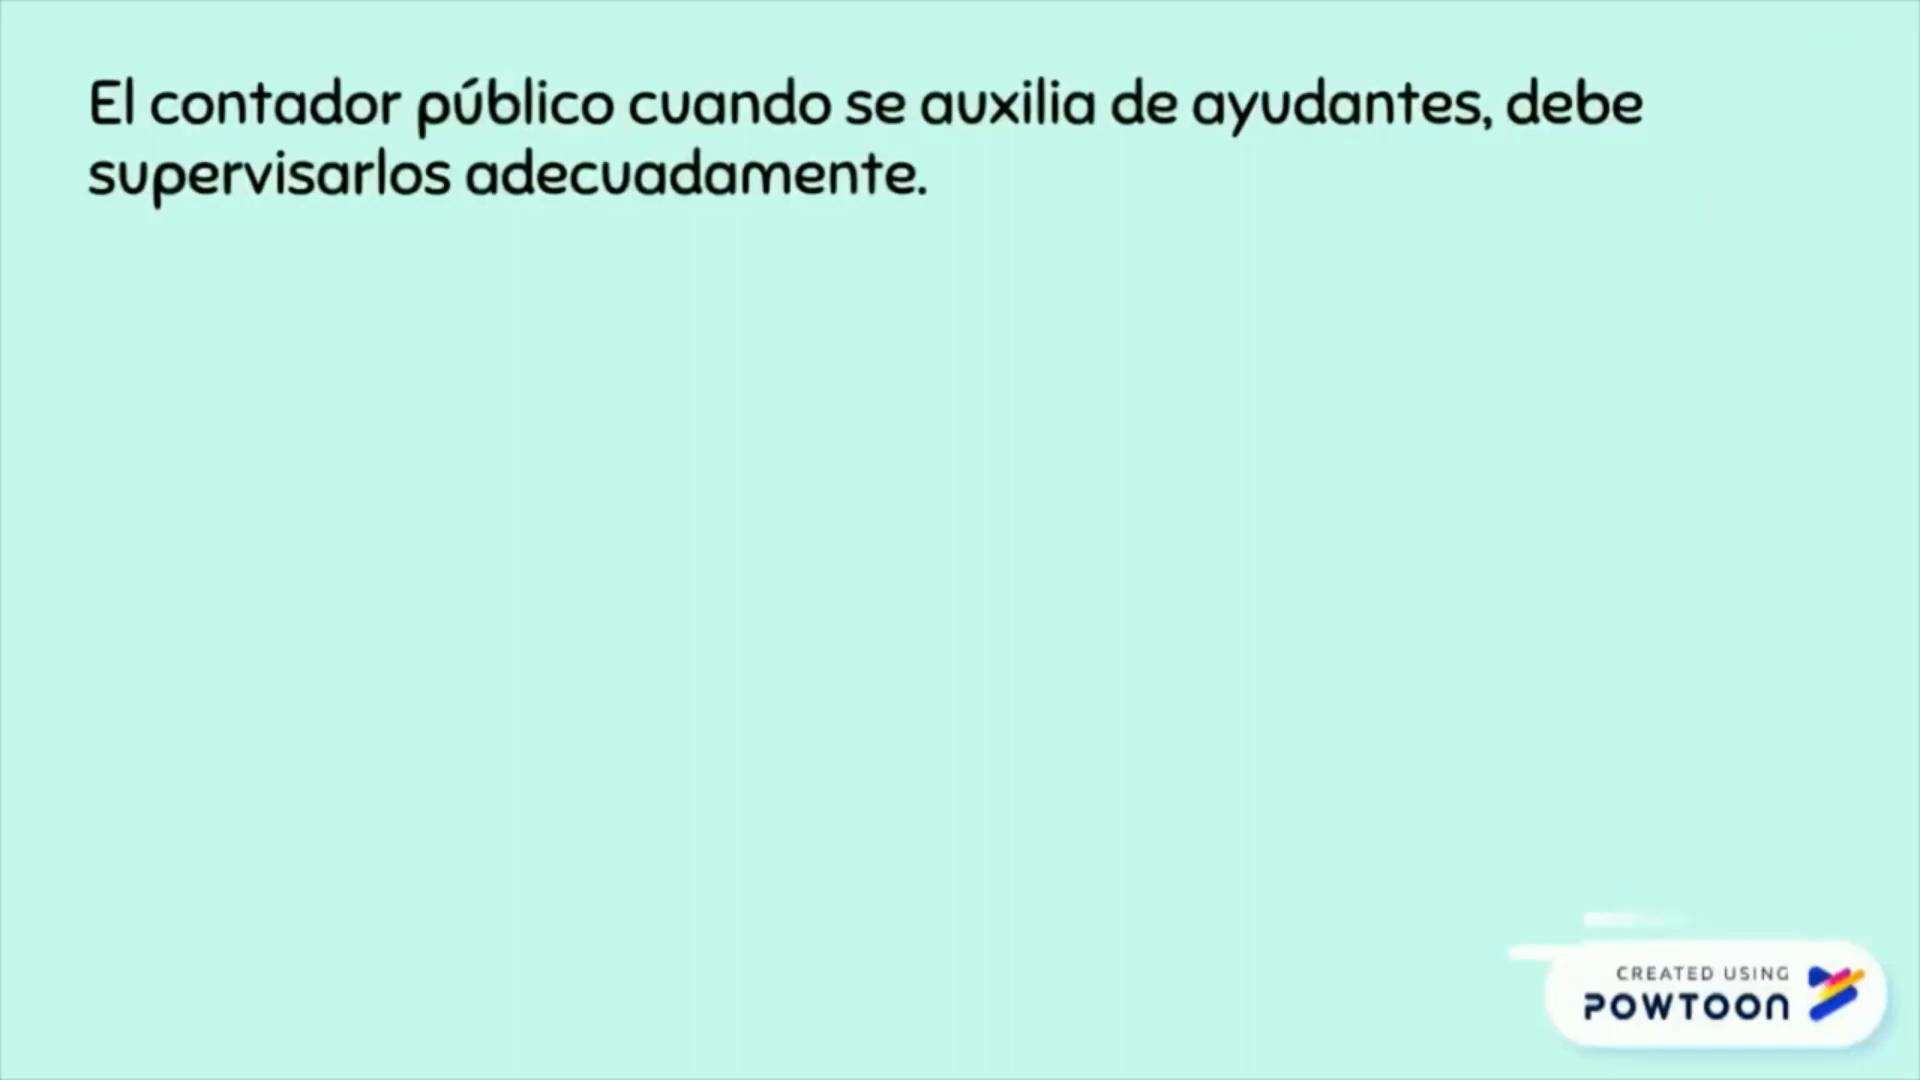 El contador público cuando se auxilia de ayudantes, debe
supervisarlos adecuadamente.
CREATED USING
POWTOON